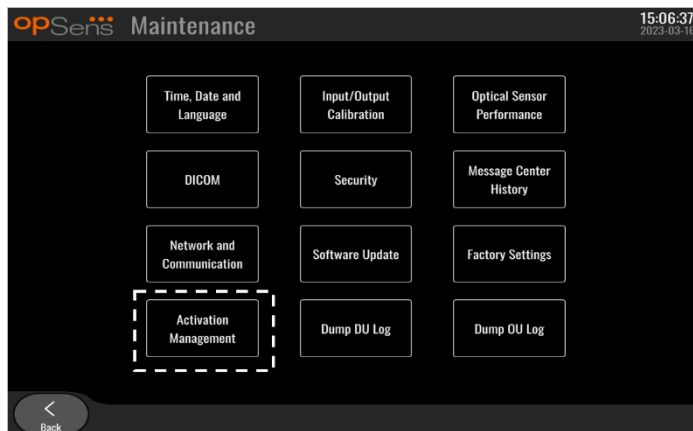 opSens Maintenance
15:06:37
2023-03-16
Time, Date and
Language
Input/Output
Calibration
Optical Sensor
Performance
DICOM
Security
Message Center
History
Network and
Communication
Software Update
Factory Settings
Activation
Management
Dump DU Log
Dump OU Log
Back